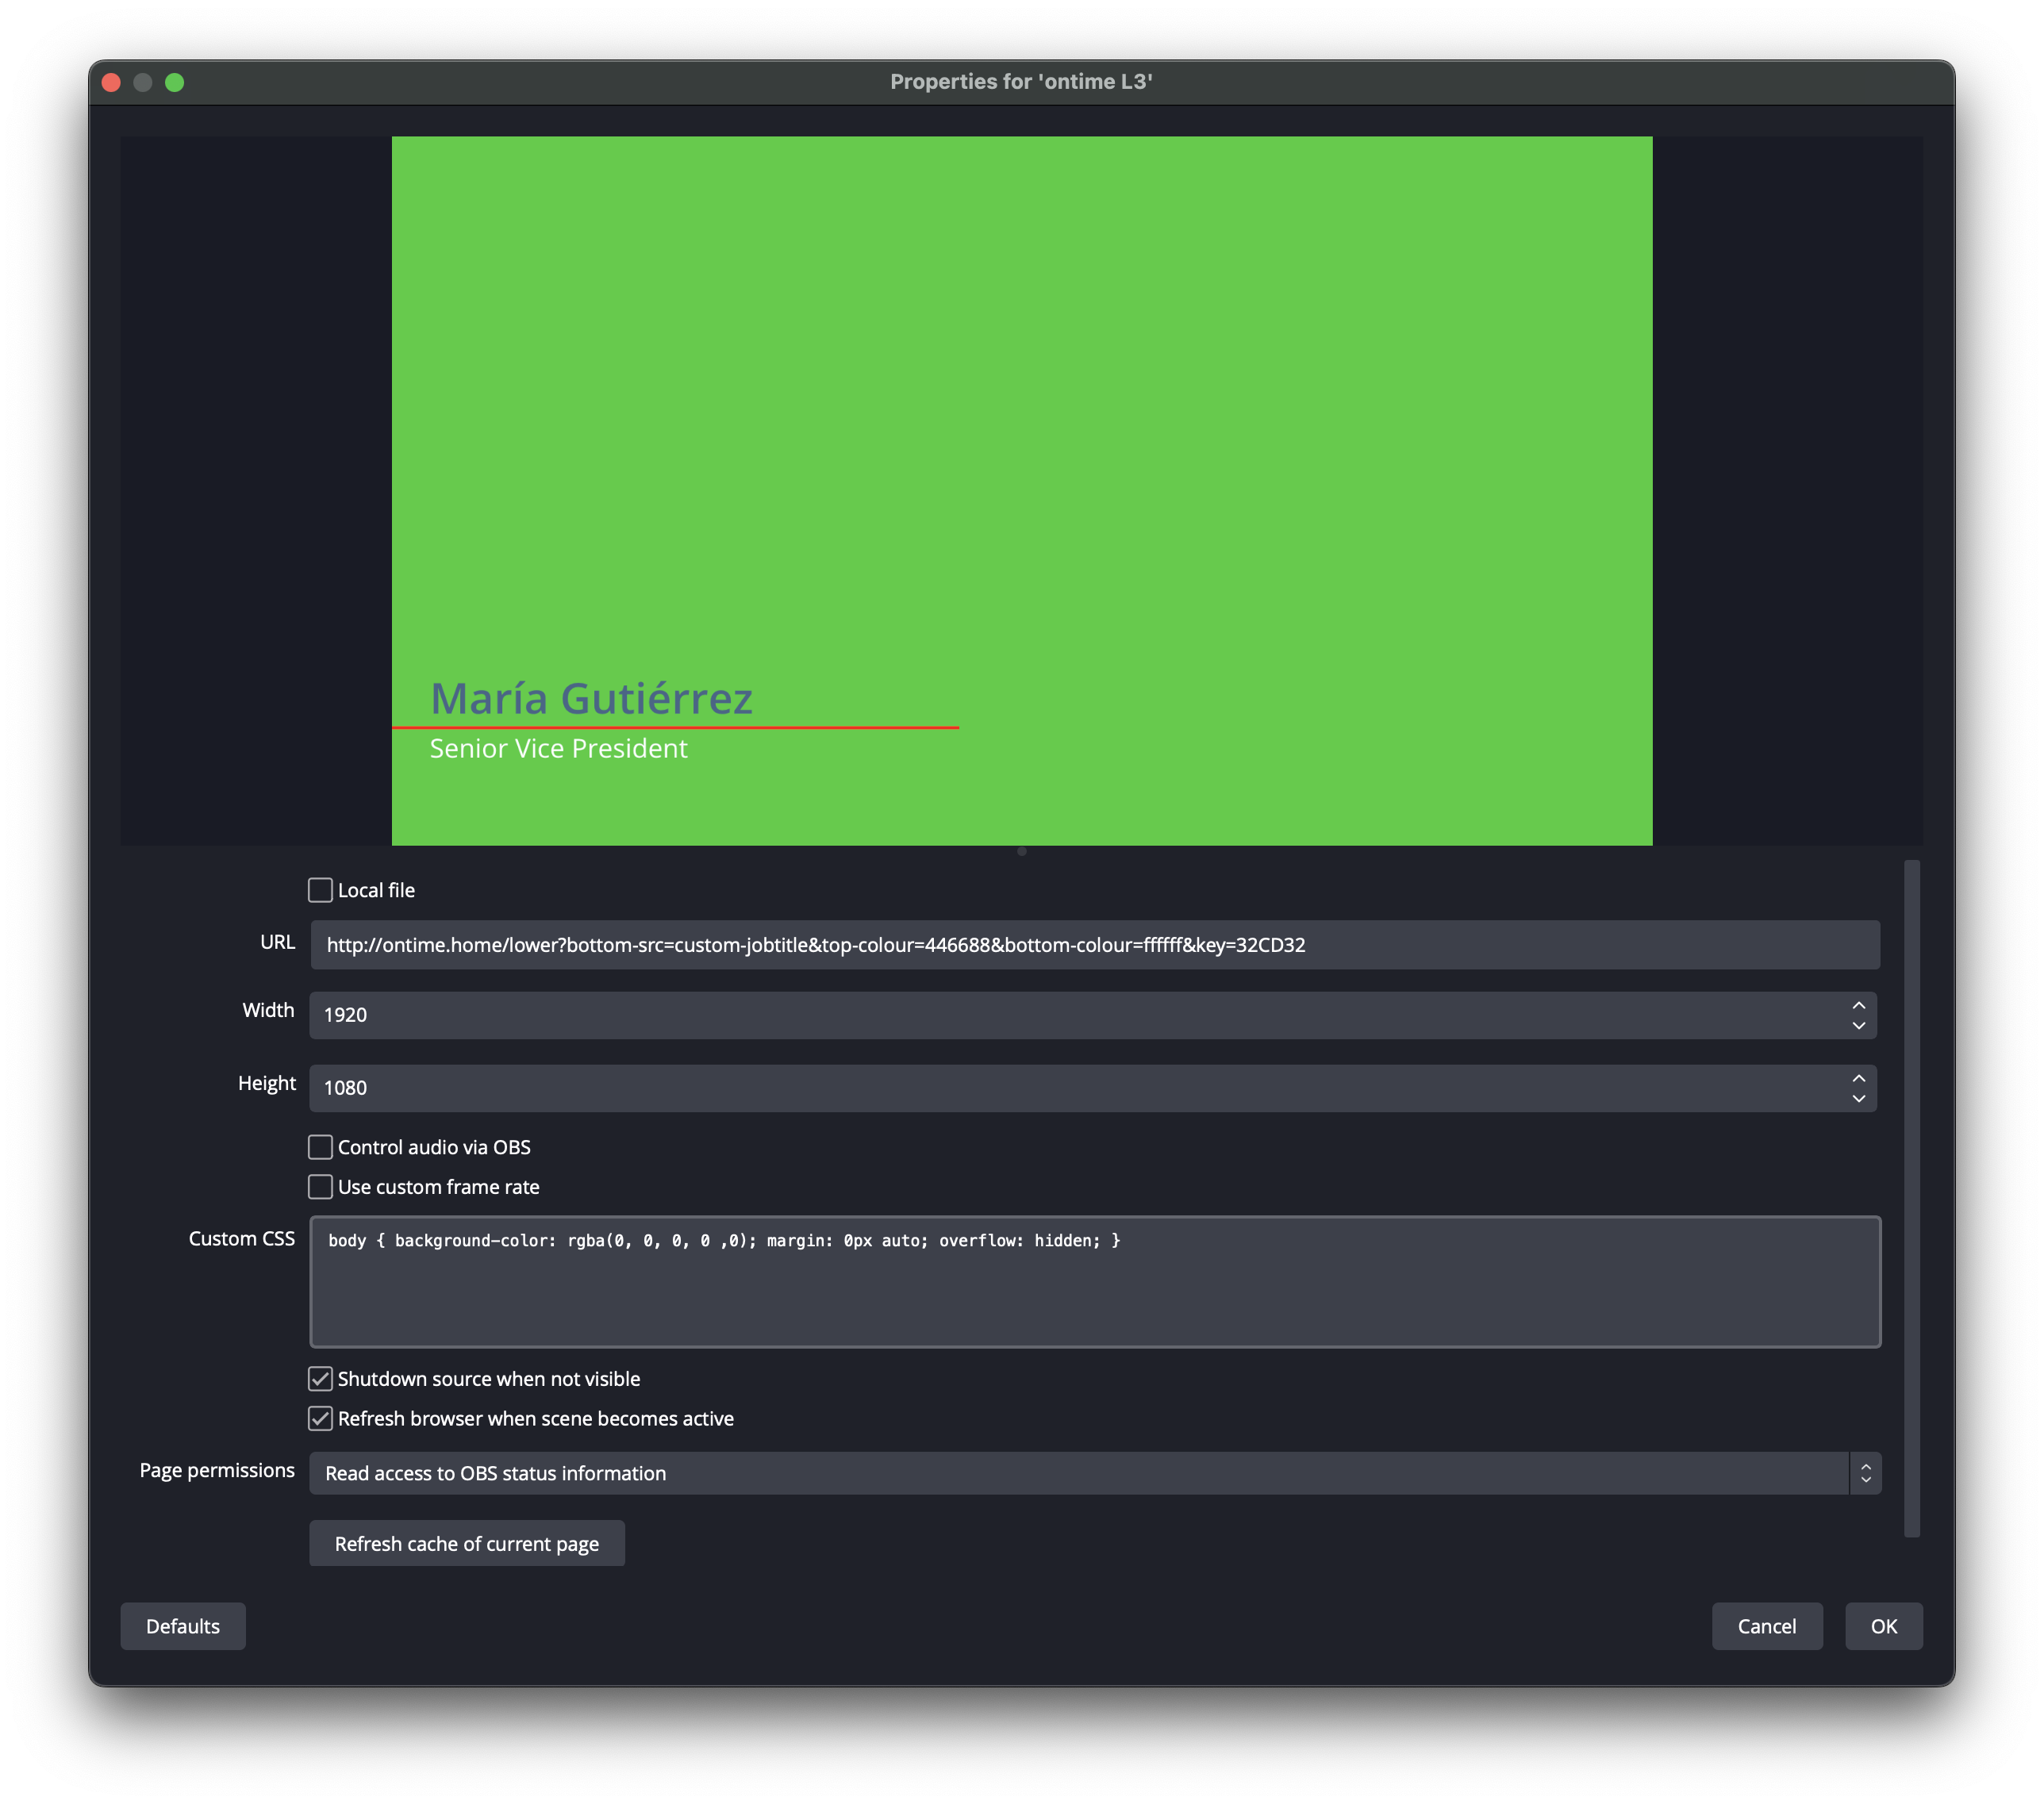 Properties for 'ontime L3'
María Gutiérrez
Senior Vice President
Local file
URL
http://ontime.home/lower?bottom-src=custom-jobtitle&top-colour=446688&bottom-colour=ffffff&key=32CD32
Width
1920
Height
1080
Control audio via OBS
Use custom frame rate
Custom CSS
body { background-color: rgba(0, 0, 0, 0 ,0); margin: 0px auto; overflow: hidden; }
Shutdown source when not visible
Refresh browser when scene becomes active
Page permissions
Read access to OBS status information
Refresh cache of current page
Defaults
Cancel
OK